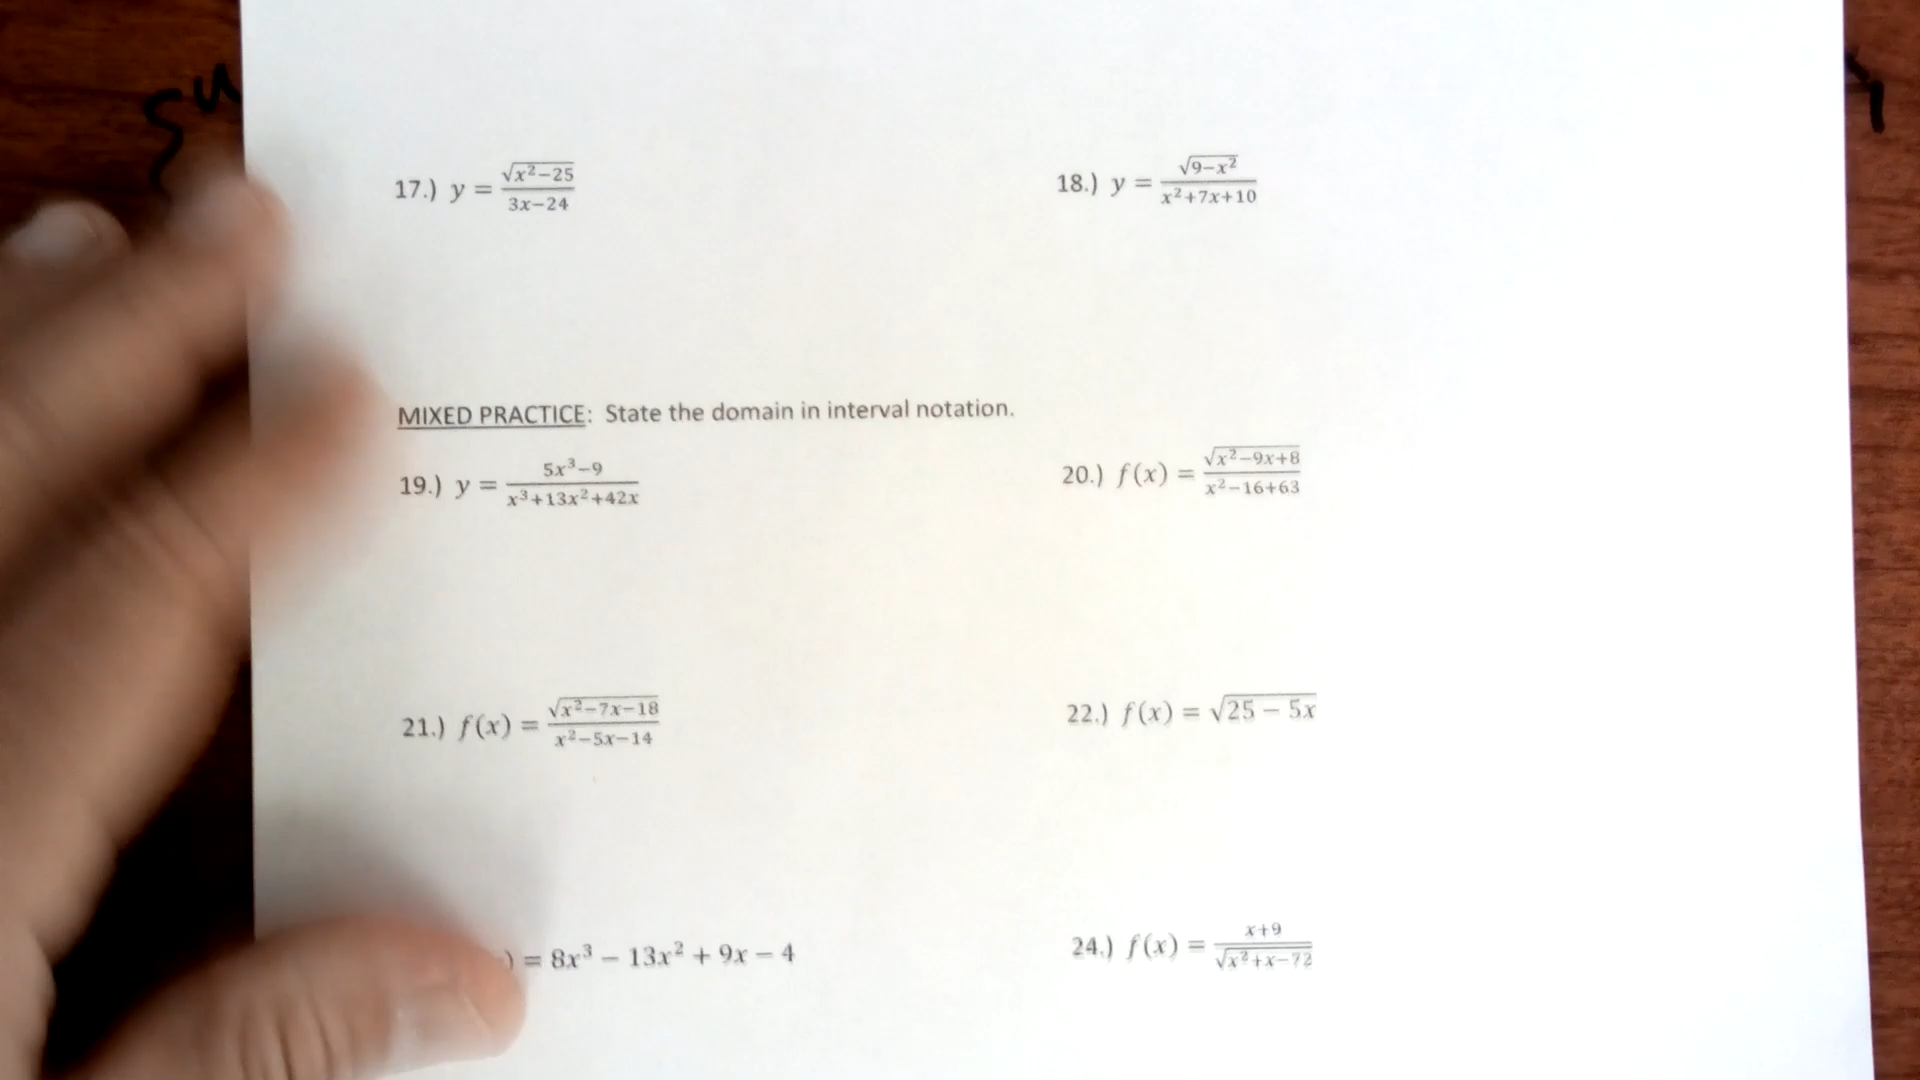 su
17.) y = √(x²−25) / (3x−24)
18.) y = √(9−x²) / (x²+7x+10)
MIXED PRACTICE: State the domain in interval notation.
19.) y = (5x³−9) / (x³+13x²+42x)
20.) f(x) = √(x²−9x+8) / (x²−16+63)
21.) f(x) = √(x²−7x−18) / (x²−5x−14)
22.) f(x) = √(25 − 5x)
) = 8x³ − 13x² + 9x − 4
24.) f(x) = (x+9) / √(x²+x−72)